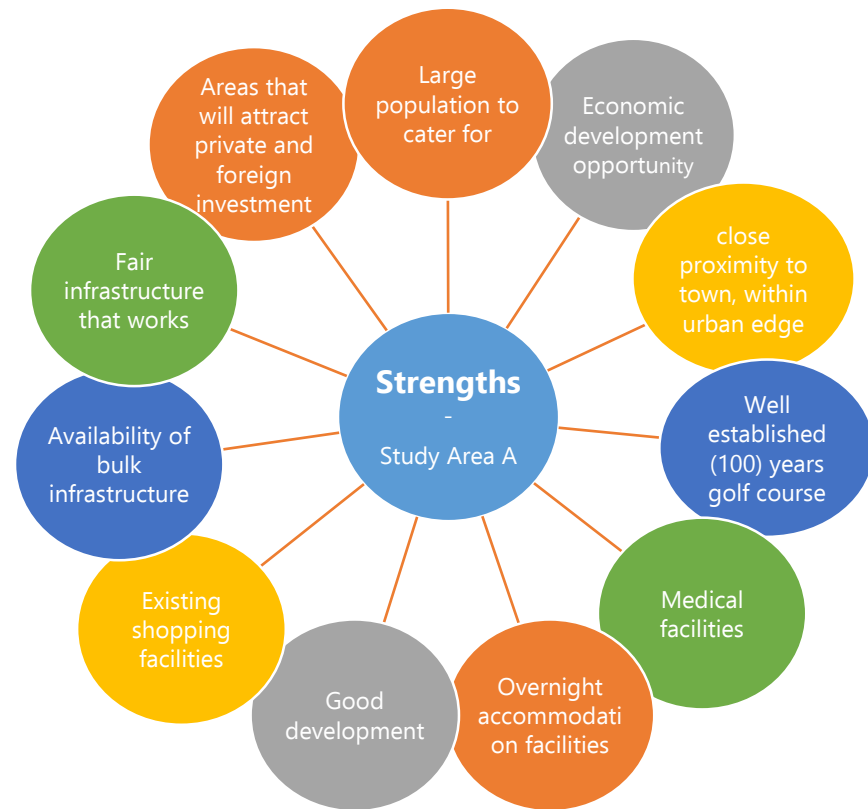 Strengths
-
Study Area A
Large
population to
cater for
Economic
development
opportunity
close
proximity to
town, within
urban edge
Well
established
(100) years
golf course
Medical
facilities
Overnight
accommodati
on facilities
Good
development
Existing
shopping
facilities
Availability of
bulk
infrastructure
Fair
infrastructure
that works
Areas that
will attract
private and
foreign
investment